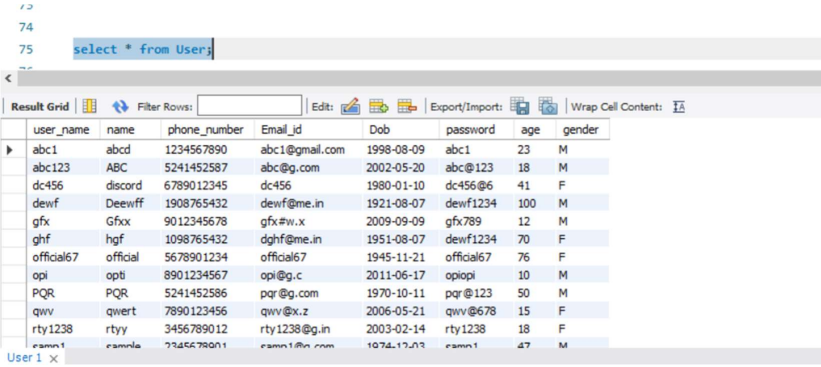 74
75 select * from User;
Result Grid Filter Rows: Edit: Export/Import: Wrap Cell Content:
user_name name phone_number Email_id Dob password age gender
abc1 abcd 1234567890 abc1@gmail.com 1998-08-09 abc1 23 M
abc123 ABC 5241452587 abc@g.com 2002-05-20 abc@123 18 M
dc456 discord 6789012345 dc456 1980-01-10 dc456@6 41 F
dewf Deewff 1908765432 dewf@me.in 1921-08-07 dewf1234 100 M
gfx Gfxx 9012345678 gfx#w.x 2009-09-09 gfx789 12 M
ghf hgf 1098765432 dghf@me.in 1951-08-07 dewf1234 70 F
official67 official 5678901234 official67 1945-11-21 official67 76 F
opi opti 8901234567 opi@g.c 2011-06-17 opiopi 10 M
PQR PQR 5241452586 pqr@g.com 1970-10-11 pqr@123 50 M
qwv qwert 7890123456 qwv@x.z 2006-05-21 qwv@678 15 F
rty1238 rtyy 3456789012 rty1238@g.in 2003-02-14 rty1238 18 F
samp1 sample 2345678901 samp1@g.com 1974-12-03 samp1 47 M
User 1